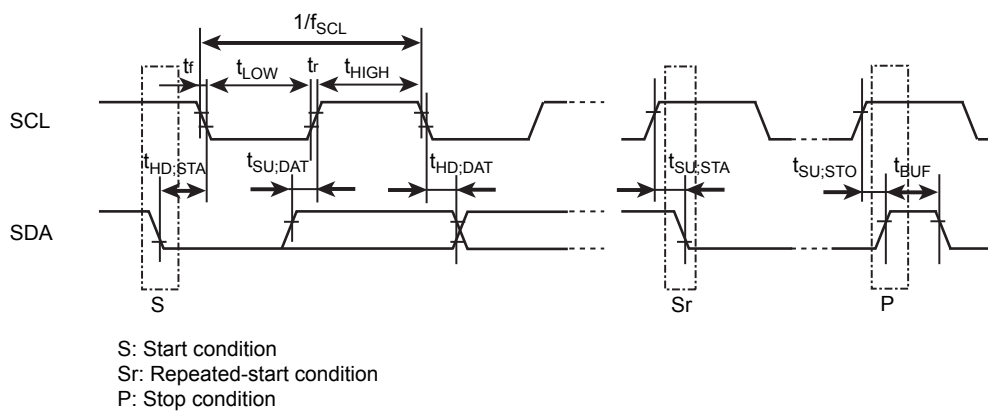 1/fSCL
tf tLOW tr tHIGH
SCL
tHD;STA tSU;DAT tHD;DAT tSU;STA tSU;STO tBUF
SDA
S Sr P
S: Start condition
Sr: Repeated-start condition
P: Stop condition